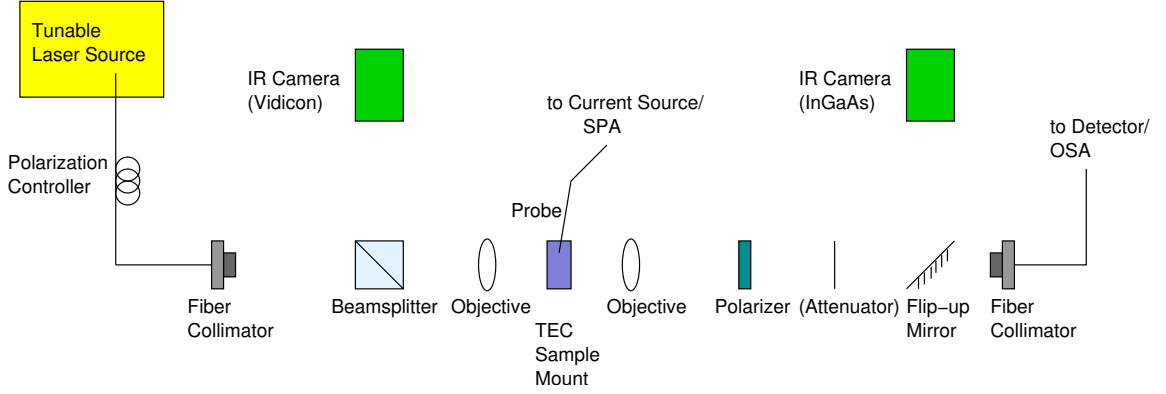 Tunable
Laser Source
IR Camera
(Vidicon)
to Current Source/
SPA
IR Camera
(InGaAs)
to Detector/
OSA
Polarization
Controller
Probe
Fiber
Collimator
Beamsplitter
Objective
TEC
Sample
Mount
Objective
Polarizer
(Attenuator)
Flip−up
Mirror
Fiber
Collimator